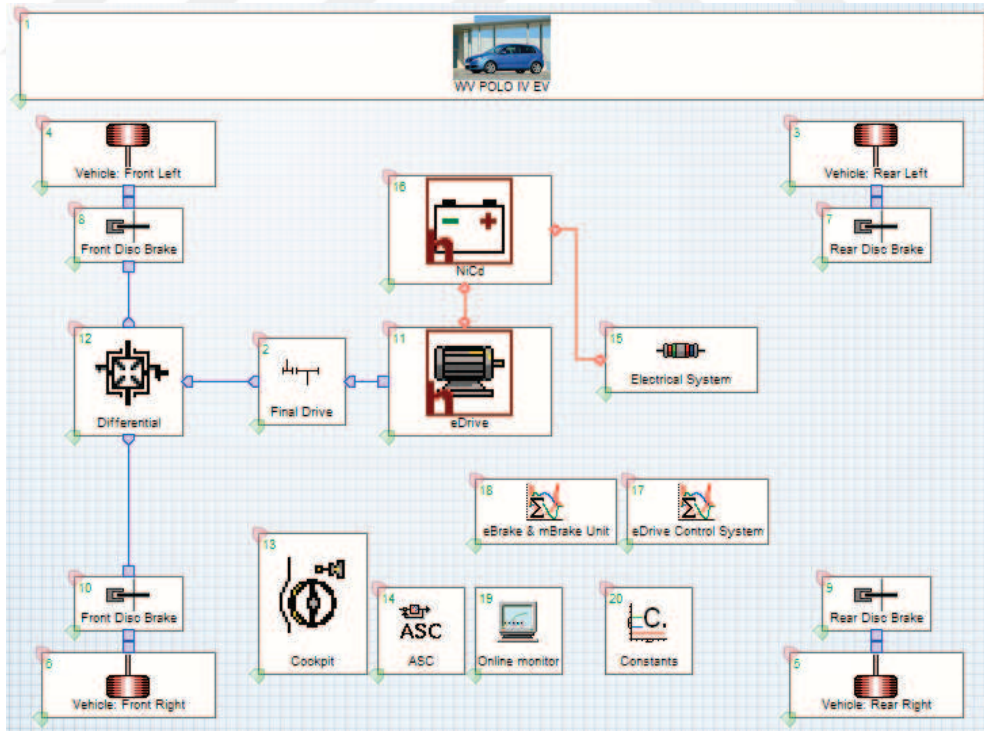 1
WV POLO IV EV
4
Vehicle: Front Left
3
Vehicle: Rear Left
16
NiCd
8
Front Disc Brake
7
Rear Disc Brake
12
Differential
2
Final Drive
11
eDrive
15
Electrical System
18
eBrake & mBrake Unit
17
eDrive Control System
13
Cockpit
14
ASC
ASC
19
Online monitor
20
C.
Constants
10
Front Disc Brake
9
Rear Disc Brake
6
Vehicle: Front Right
5
Vehicle: Rear Right